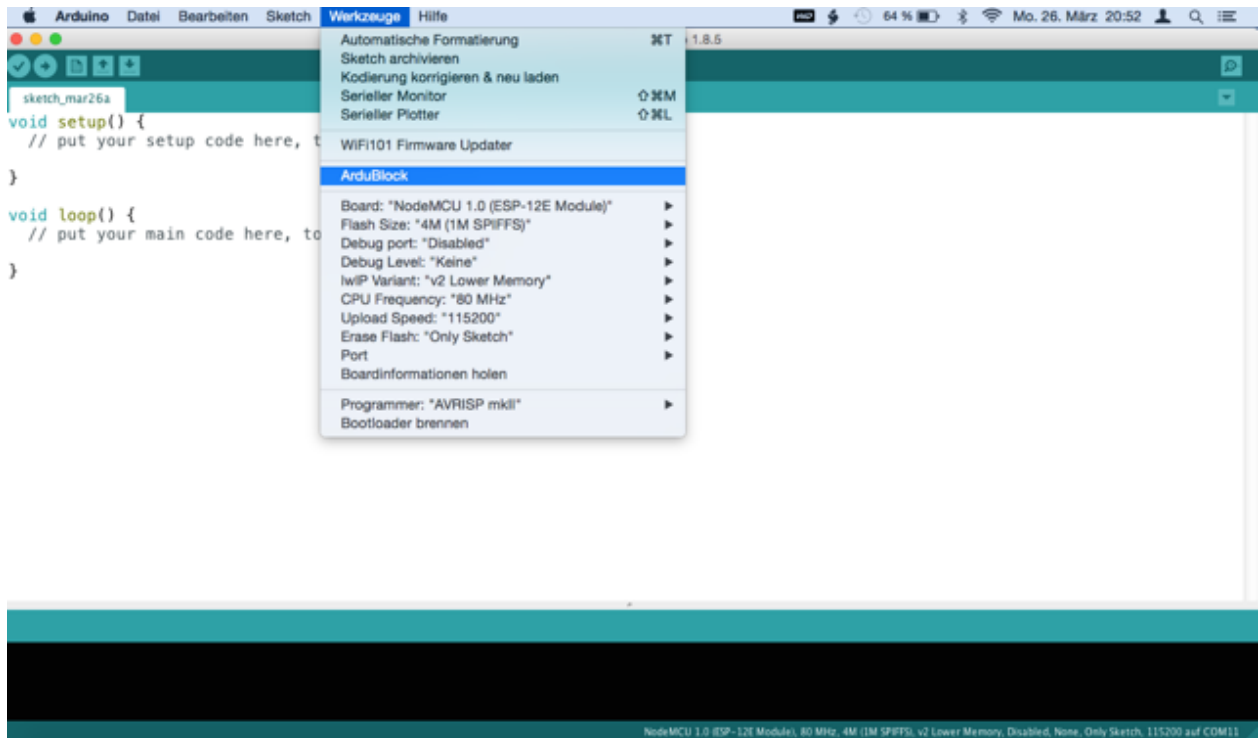 Arduino Datei Bearbeiten Sketch Werkzeuge Hilfe 64 % Mo. 26. März 20:52
1.8.5
sketch_mar26a
Automatische Formatierung ⌘T
Sketch archivieren
Kodierung korrigieren & neu laden
Serieller Monitor ⇧⌘M
Serieller Plotter ⇧⌘L
WiFi101 Firmware Updater
ArduBlock
Board: "NodeMCU 1.0 (ESP-12E Module)"
Flash Size: "4M (1M SPIFFS)"
Debug port: "Disabled"
Debug Level: "Keine"
lwIP Variant: "v2 Lower Memory"
CPU Frequency: "80 MHz"
Upload Speed: "115200"
Erase Flash: "Only Sketch"
Port
Boardinformationen holen
Programmer: "AVRISP mkII"
Bootloader brennen
void setup() {
// put your setup code here, t
}
void loop() {
// put your main code here, to
}
NodeMCU 1.0 (ESP-12E Module), 80 MHz, 4M (1M SPIFFS), v2 Lower Memory, Disabled, None, Only Sketch, 115200 auf COM11